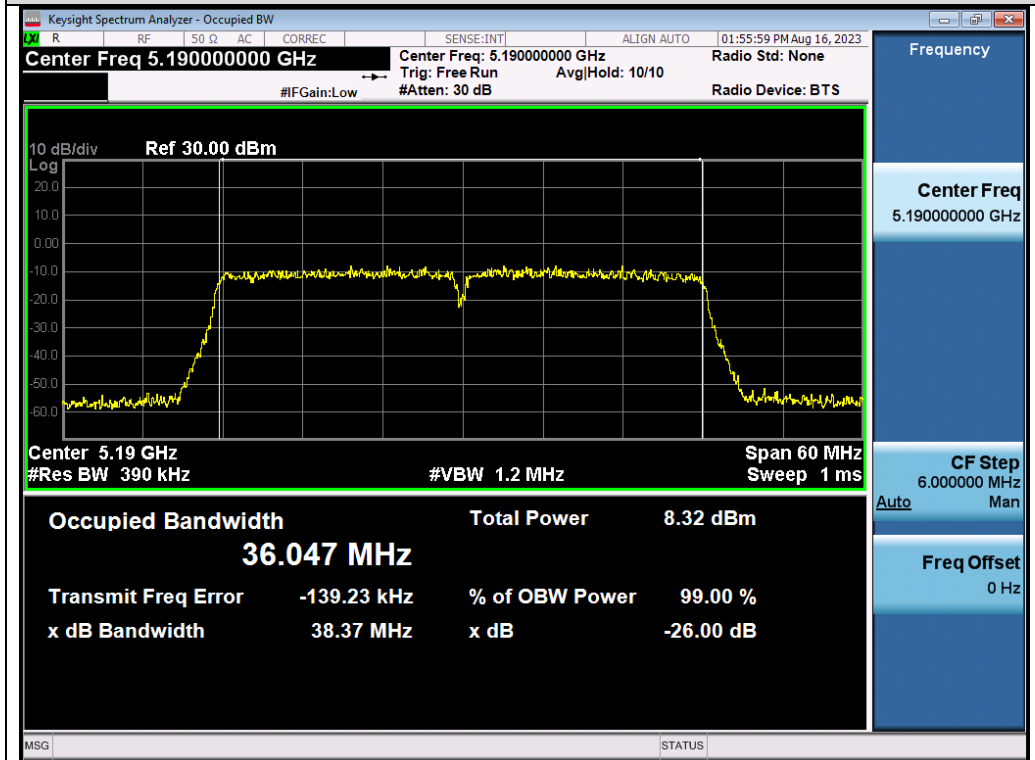 Keysight Spectrum Analyzer - Occupied BW
LXI R RF 50 Ω AC CORREC SENSE:INT ALIGN AUTO 01:55:59 PM Aug 16, 2023
Center Freq 5.190000000 GHz
Center Freq: 5.190000000 GHz
Radio Std: None
Trig: Free Run Avg|Hold: 10/10
#IFGain:Low
#Atten: 30 dB
Radio Device: BTS
10 dB/div Ref 30.00 dBm
Log
20.0
10.0
0.00
-10.0
-20.0
-30.0
-40.0
-50.0
-60.0
Center 5.19 GHz Span 60 MHz
#Res BW 390 kHz #VBW 1.2 MHz Sweep 1 ms
Occupied Bandwidth Total Power 8.32 dBm
36.047 MHz
Transmit Freq Error -139.23 kHz % of OBW Power 99.00 %
x dB Bandwidth 38.37 MHz x dB -26.00 dB
MSG STATUS
Frequency
Center Freq
5.190000000 GHz
CF Step
6.000000 MHz
Auto Man
Freq Offset
0 Hz